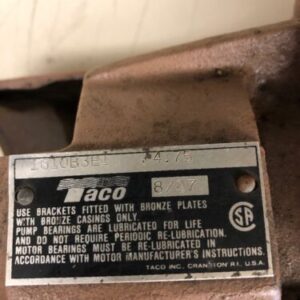 4.75
Taco
USE BRACKETS FITTED WITH BRONZE PLATES
WITH BRONZE CASINGS ONLY
PUMP BEARINGS ARE LUBRICATED FOR LIFE
AND DO NOT REQUIRE PERIODIC RE-LUBRICATION.
MOTOR BEARINGS MUST BE RE-LUBRICATED IN
ACCORDANCE WITH MOTOR MANUFACTURER'S INSTRUCTIONS.
TACO INC. CRANSTON R.I. U.S.A.